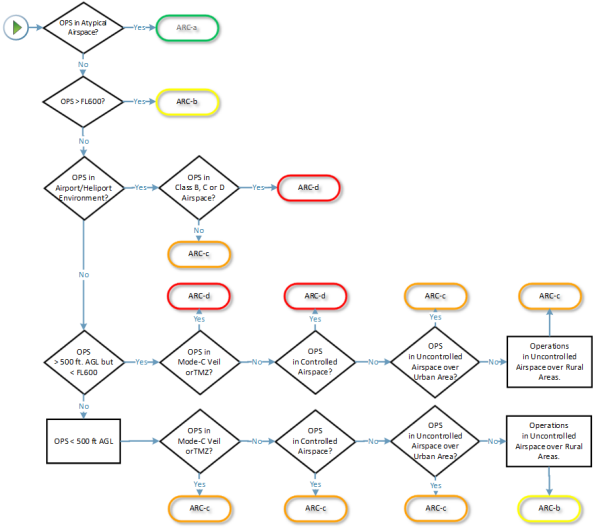 OPS in Atypical
Airspace?
Yes
ARC-a
No
OPS > FL600?
Yes
ARC-b
No
OPS in
Airport/Heliport
Environment?
Yes
OPS in
Class B, C or D
Airspace?
Yes
ARC-d
No
ARC-c
No
ARC-d
ARC-d
ARC-c
ARC-c
Yes
Yes
Yes
OPS
> 500 ft. AGL but
< FL600
Yes
OPS in
Mode-C Veil
orTMZ?
No
OPS
in Controlled
Airspace?
No
OPS
in Uncontrolled
Airspace over
Urban Area?
No
Operations
in Uncontrolled
Airspace over Rural
Areas.
No
OPS < 500 ft AGL
OPS in
Mode-C Veil
orTMZ?
No
OPS
in Controlled
Airspace?
No
OPS
in Uncontrolled
Airspace over
Urban Area?
No
Operations
in Uncontrolled
Airspace over Rural
Areas.
Yes
Yes
Yes
ARC-c
ARC-c
ARC-c
ARC-b